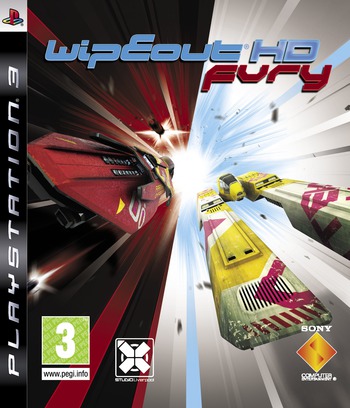 PLAYSTATION 3
wipEout HD
fury
3
www.pegi.info
STUDIO Liverpool
SONY
COMPUTER
ENTERTAINMENT